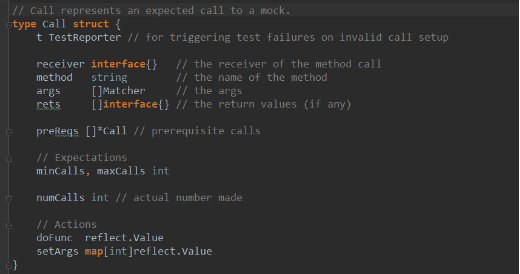 // Call represents an expected call to a mock.
type Call struct {
t TestReporter // for triggering test failures on invalid call setup
receiver interface{} // the receiver of the method call
method string // the name of the method
args []Matcher // the args
rets []interface{} // the return values (if any)
preReqs []*Call // prerequisite calls
// Expectations
minCalls, maxCalls int
numCalls int // actual number made
// Actions
doFunc reflect.Value
setArgs map[int]reflect.Value
}